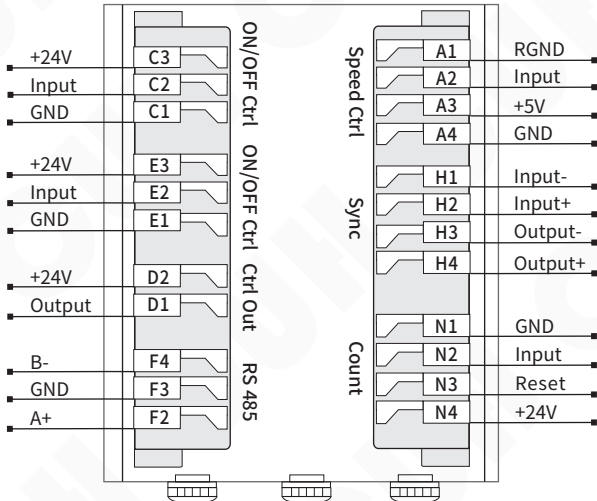 +24V C3
Input C2
GND C1
ON/OFF Ctrl
+24V E3
Input E2
GND E1
ON/OFF Ctrl
+24V D2
Output D1
Ctrl Out
B- F4
GND F3
A+ F2
RS 485
Speed Ctrl
A1 RGND
A2 Input
A3 +5V
A4 GND
Sync
H1 Input-
H2 Input+
H3 Output-
H4 Output+
Count
N1 GND
N2 Input
N3 Reset
N4 +24V